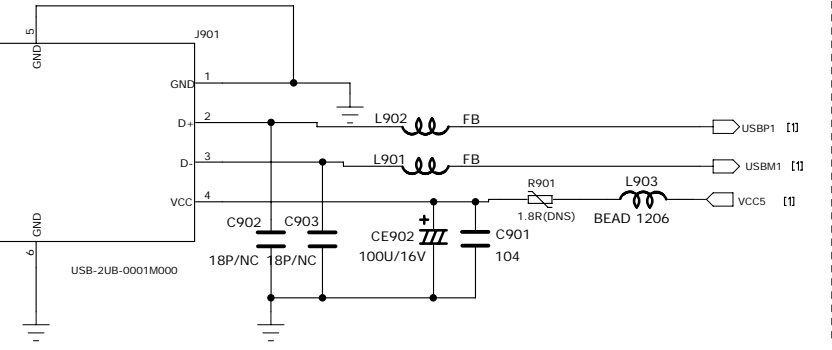 5
J901
GND
GND
1
D+
2
L902
FB
USBP1 [1]
D-
3
L901
FB
USBM1 [1]
VCC
4
R901
L903
VCC5 [1]
1.8R(DNS)
BEAD 1206
GND
C902
C903
+
CE902
C901
18P/NC
18P/NC
100U/16V
104
6
USB-2UB-0001M000